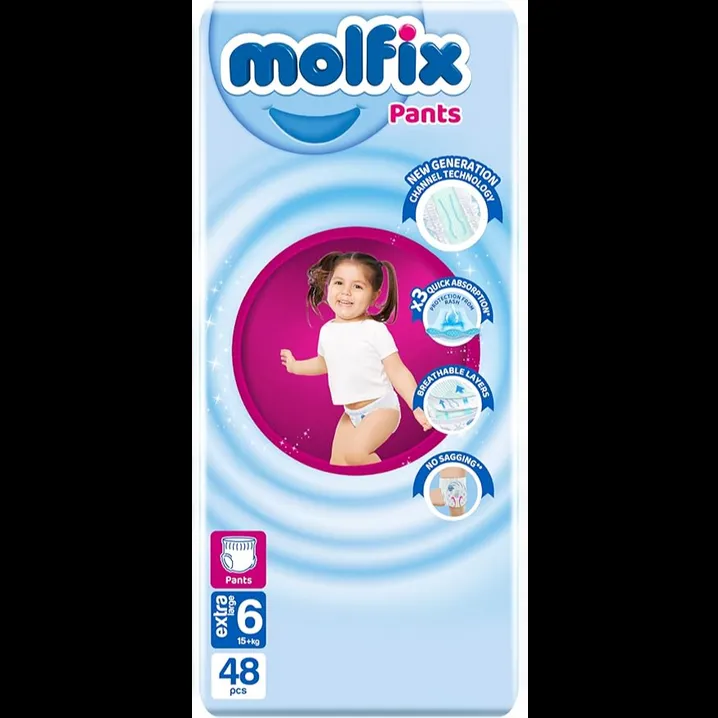 molfix
Pants
NEW GENERATION
CHANNEL TECHNOLOGY
x3 QUICK ABSORPTION*
PROTECTION FROM
RASH
BREATHABLE LAYERS
NO SAGGING**
Pants
extra
large
6
15+kg
48
pcs